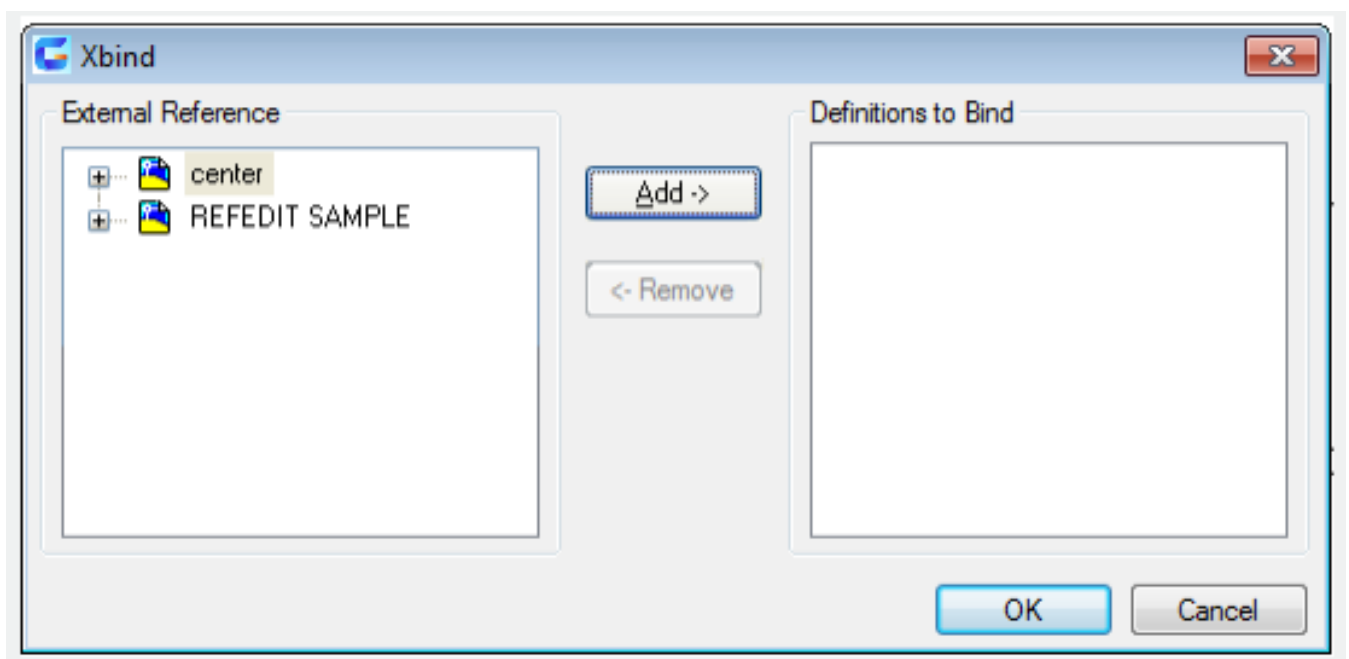 Xbind
External Reference
Definitions to Bind
center
REFEDIT SAMPLE
Add ->
<- Remove
OK
Cancel